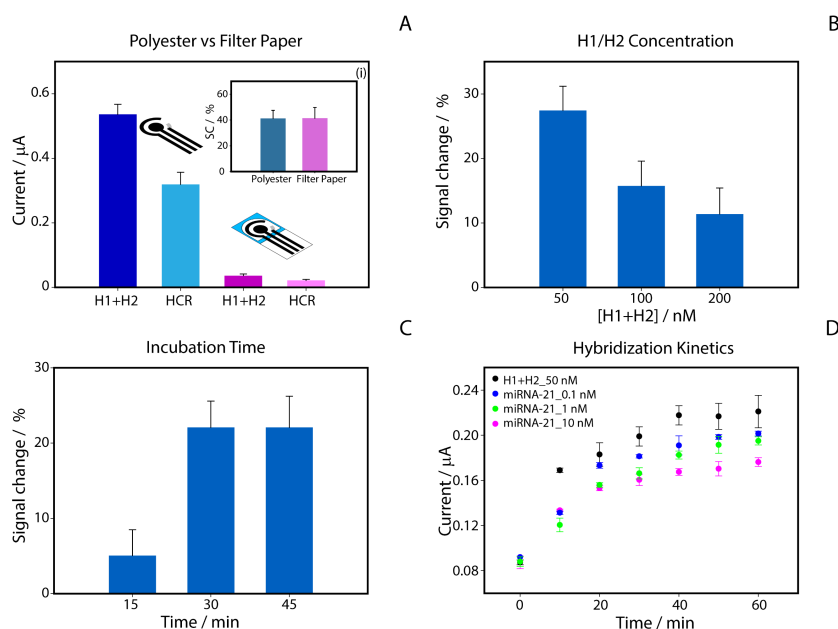 A
Polyester vs Filter Paper
(i)
60
40
20
0
SC / %
Polyester Filter Paper
0.6
0.4
0.2
0
Current / µA
H1+H2 HCR H1+H2 HCR
B
H1/H2 Concentration
30
20
10
0
Signal change / %
50 100 200
[H1+H2] / nM
C
Incubation Time
30
20
10
0
Signal change / %
15 30 45
Time / min
D
Hybridization Kinetics
H1+H2_50 nM
miRNA-21_0.1 nM
miRNA-21_1 nM
miRNA-21_10 nM
0.24
0.20
0.16
0.12
0.08
Current / µA
0 20 40 60
Time / min